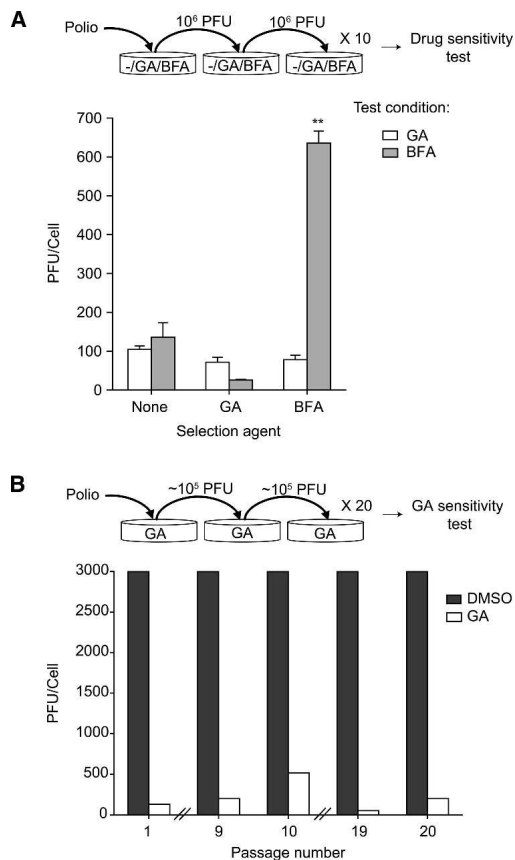 A
Polio
10⁶ PFU
10⁶ PFU
-/GA/BFA
-/GA/BFA
-/GA/BFA
X 10
Drug sensitivity
test
Test condition:
GA
BFA
PFU/Cell
700
600
500
400
300
200
100
0
**
None
GA
BFA
Selection agent
B
Polio
~10⁵ PFU
~10⁵ PFU
GA
GA
GA
X 20
GA sensitivity
test
DMSO
GA
PFU/Cell
3000
2500
2000
1500
1000
500
0
1
9
10
19
20
Passage number